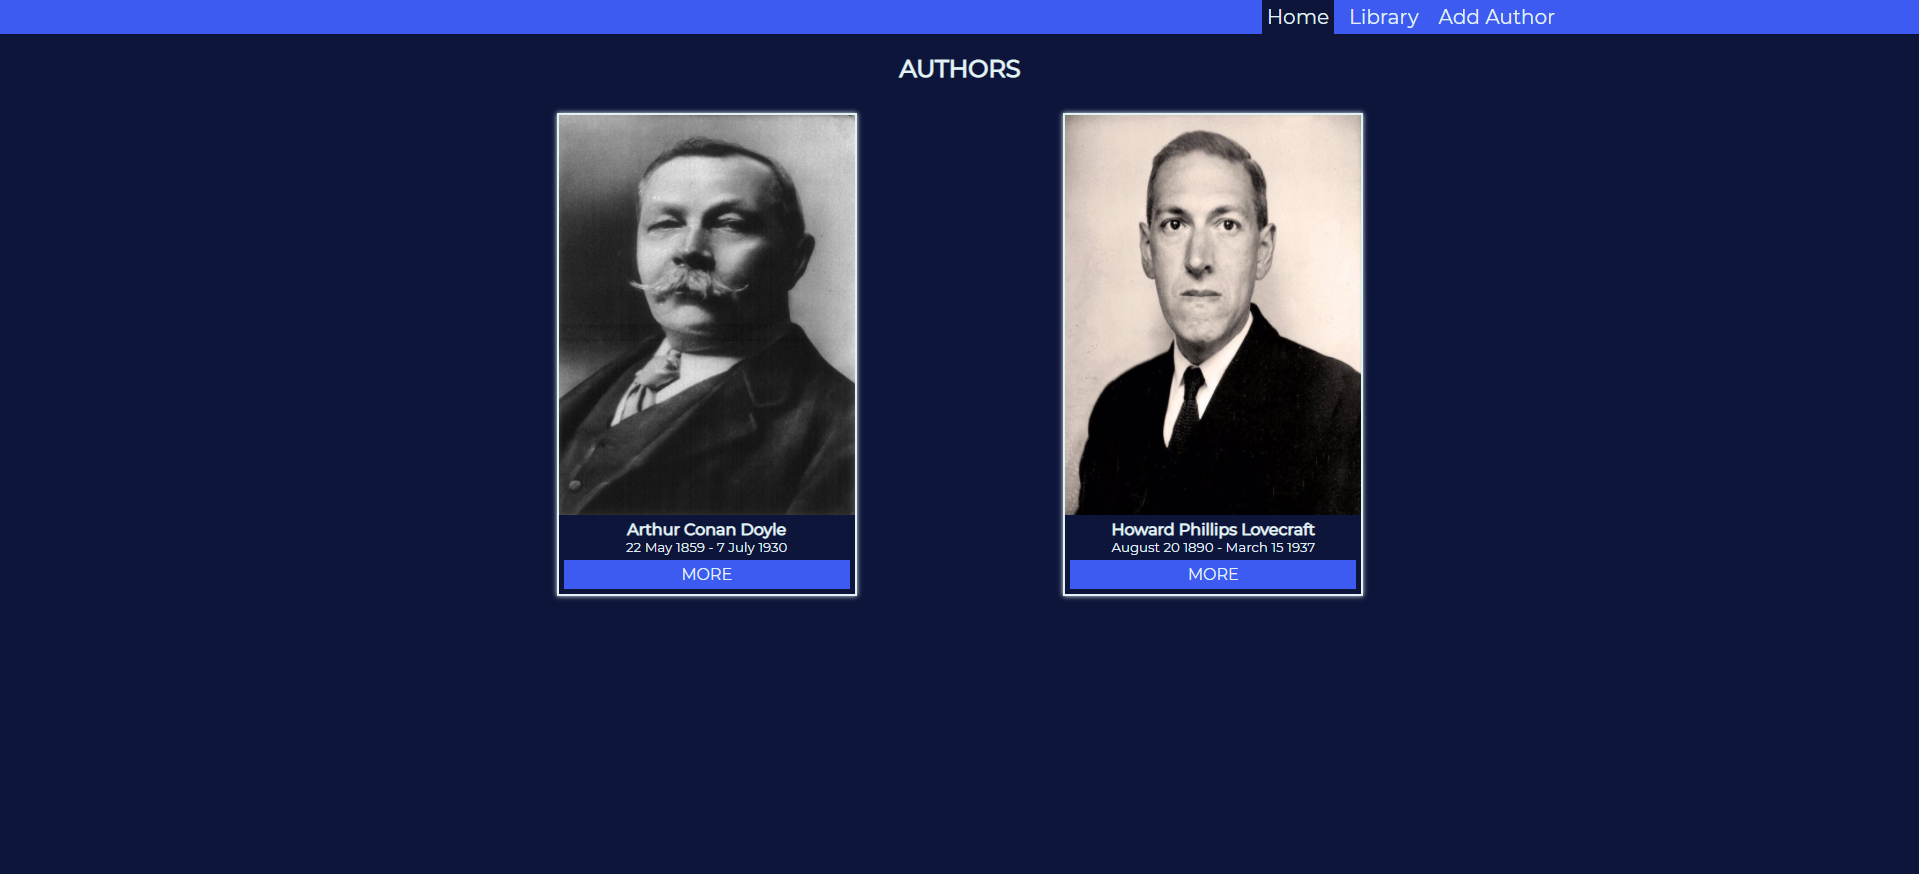 Home Library Add Author
AUTHORS
Arthur Conan Doyle
22 May 1859 - 7 July 1930
MORE
Howard Phillips Lovecraft
August 20 1890 - March 15 1937
MORE